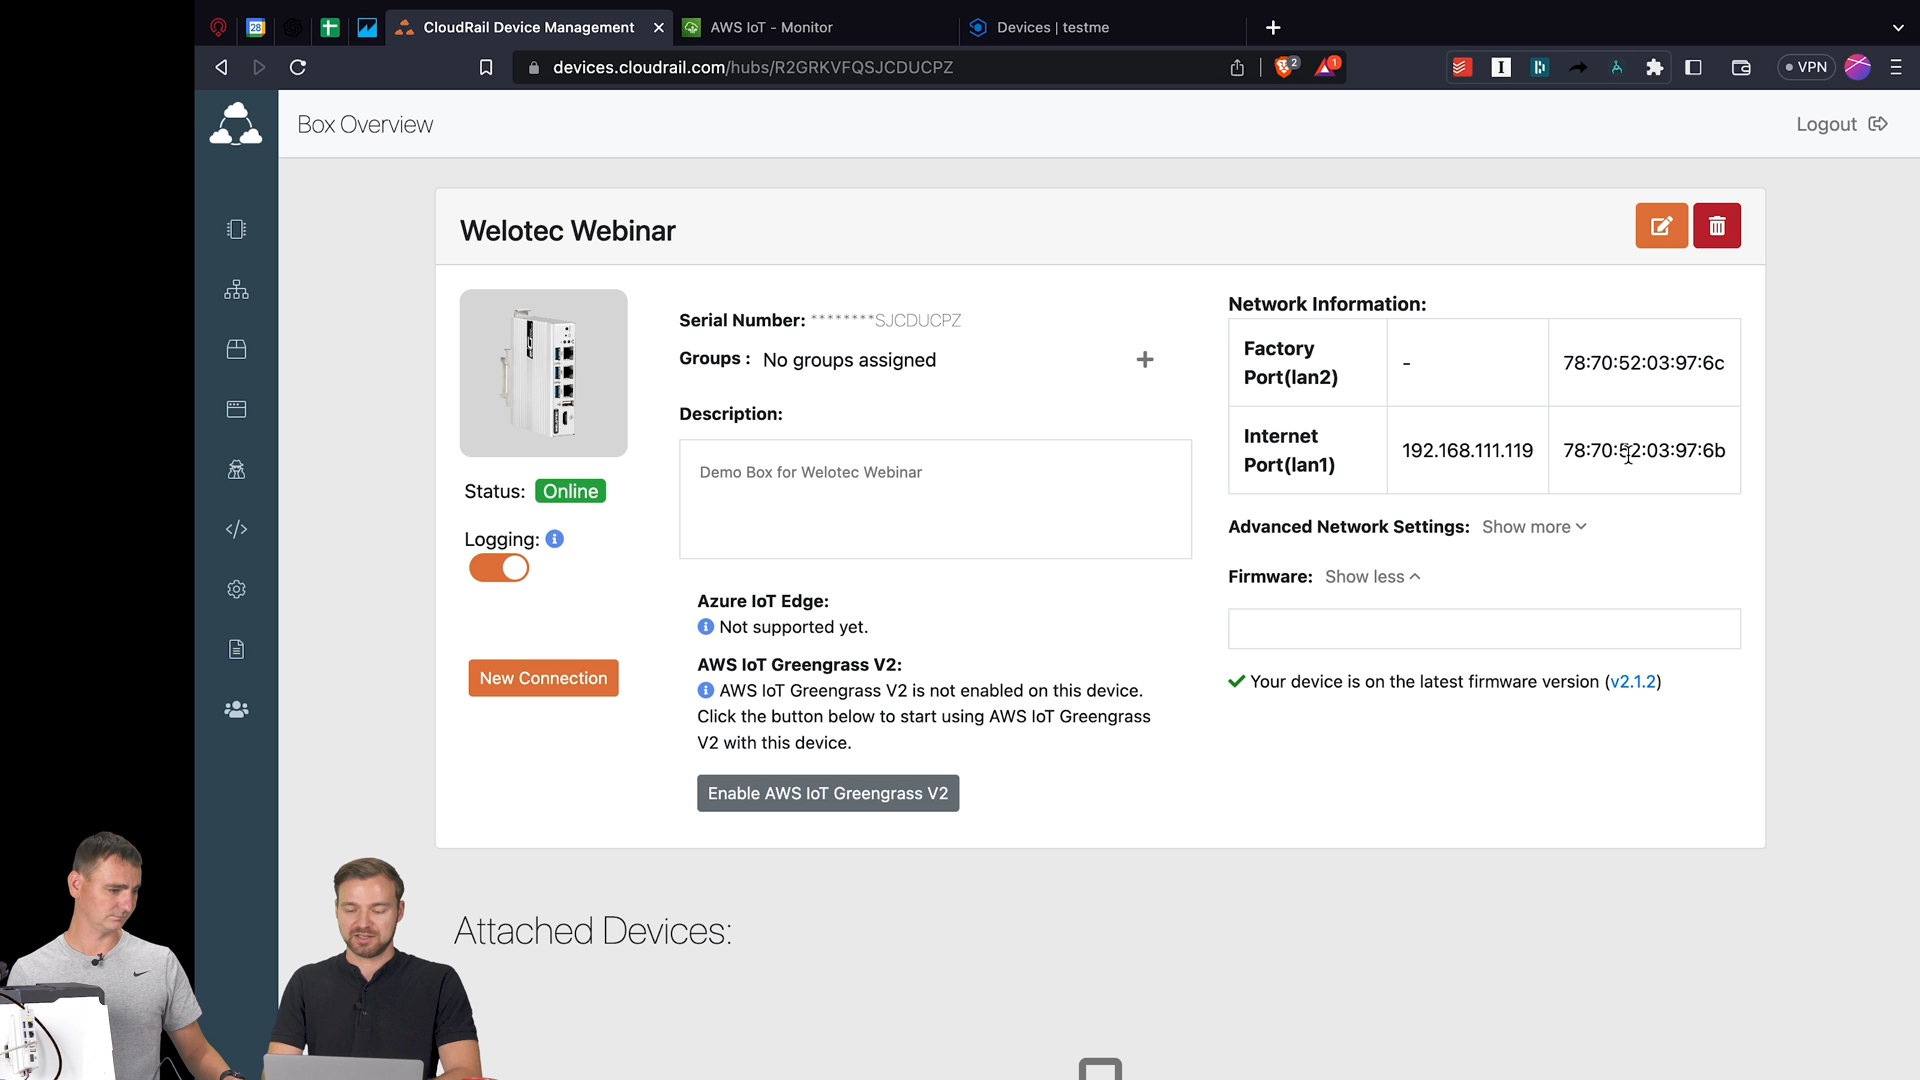 28
CloudRail Device Management
AWS IoT - Monitor
Devices | testme
devices.cloudrail.com/hubs/R2GRKVFQSJCDUCPZ
2
1
VPN
Box Overview
Logout
Welotec Webinar
Serial Number: ********SJCDUCPZ
Groups : No groups assigned
Description:
Demo Box for Welotec Webinar
Status: Online
Logging:
New Connection
Azure IoT Edge:
Not supported yet.
AWS IoT Greengrass V2:
AWS IoT Greengrass V2 is not enabled on this device.
Click the button below to start using AWS IoT Greengrass
V2 with this device.
Enable AWS IoT Greengrass V2
Network Information:
Factory
Port(lan2)
-
78:70:52:03:97:6c
Internet
Port(lan1)
192.168.111.119
78:70:52:03:97:6b
Advanced Network Settings: Show more
Firmware: Show less
Your device is on the latest firmware version (v2.1.2)
Attached Devices: